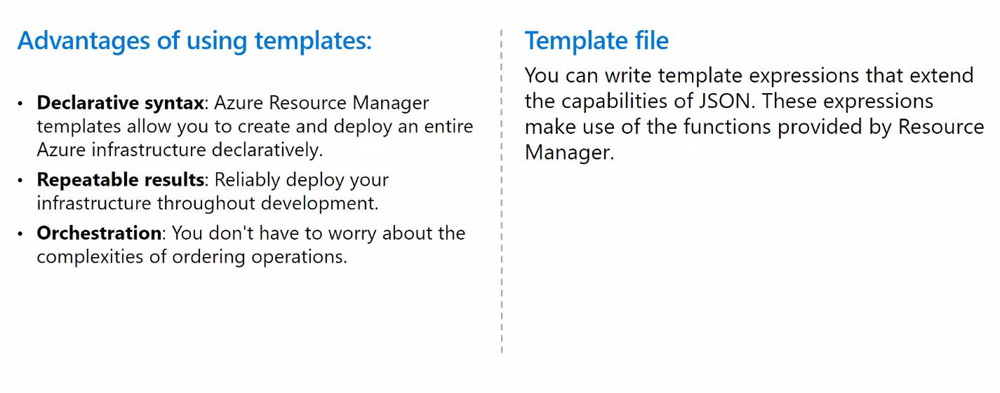 Advantages of using templates:
• Declarative syntax: Azure Resource Manager
templates allow you to create and deploy an entire
Azure infrastructure declaratively.
• Repeatable results: Reliably deploy your
infrastructure throughout development.
• Orchestration: You don't have to worry about the
complexities of ordering operations.
Template file
You can write template expressions that extend
the capabilities of JSON. These expressions
make use of the functions provided by Resource
Manager.